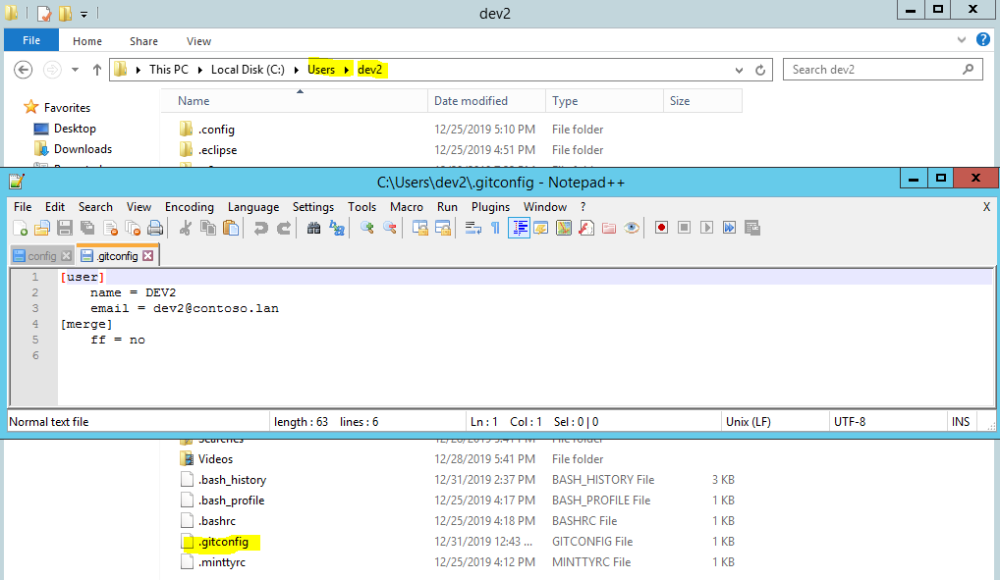 dev2
File Home Share View
This PC Local Disk (C:) Users dev2
Search dev2
Favorites
Desktop
Downloads
Name Date modified Type Size
.config 12/25/2019 5:10 PM File folder
.eclipse 12/25/2019 4:51 PM File folder
C:\Users\dev2\.gitconfig - Notepad++
File Edit Search View Encoding Language Settings Tools Macro Run Plugins Window ? X
config .gitconfig
1 [user]
2 name = DEV2
3 email = dev2@contoso.lan
4 [merge]
5 ff = no
6
Normal text file length : 63 lines : 6 Ln : 1 Col : 1 Sel : 0 | 0 Unix (LF) UTF-8 INS
Videos 12/28/2019 5:41 PM File folder
.bash_history 12/31/2019 2:37 PM BASH_HISTORY File 3 KB
.bash_profile 12/25/2019 4:17 PM BASH_PROFILE File 1 KB
.bashrc 12/25/2019 4:18 PM BASHRC File 1 KB
.gitconfig 12/31/2019 12:43 ... GITCONFIG File 1 KB
.minttyrc 12/25/2019 4:12 PM MINTTYRC File 1 KB